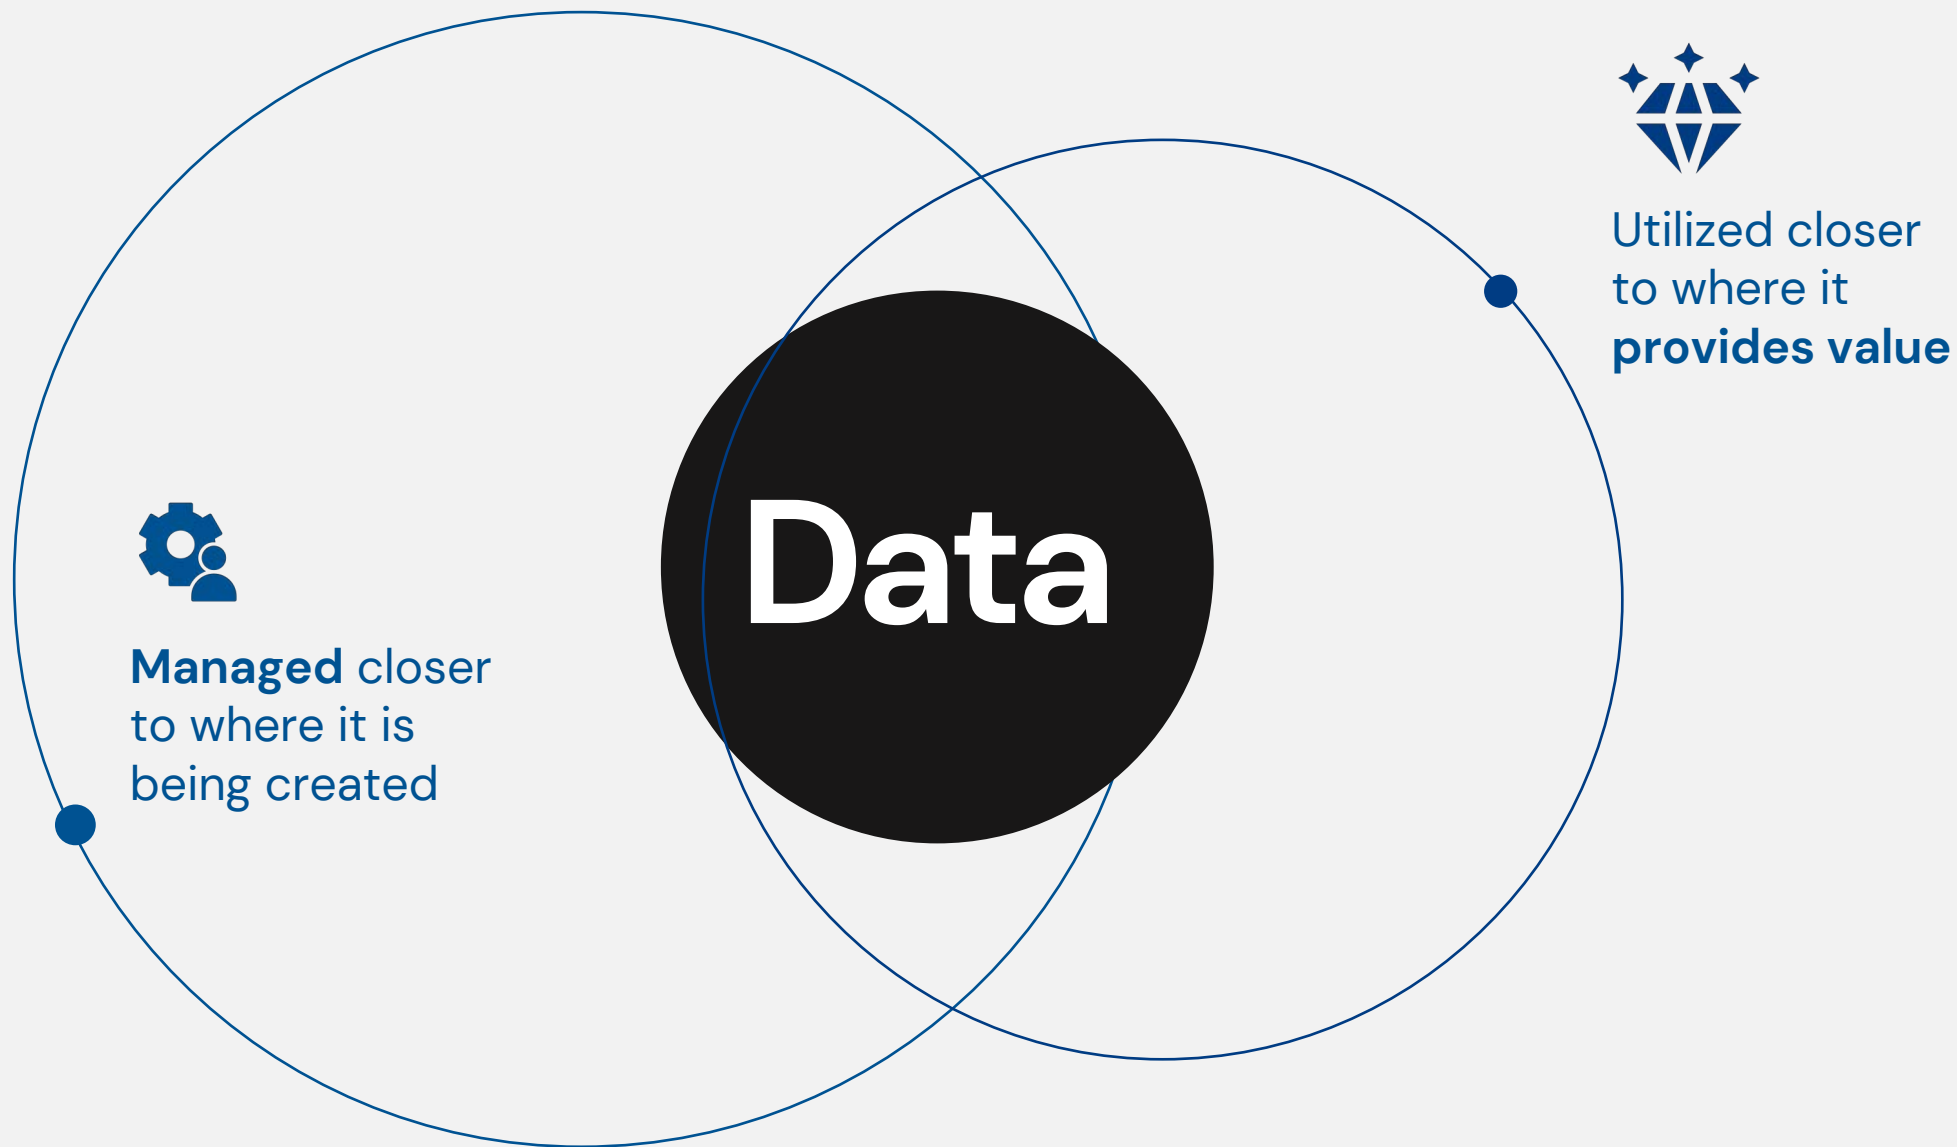 Utilized closer
to where it
provides value
Data
Managed closer
to where it is
being created